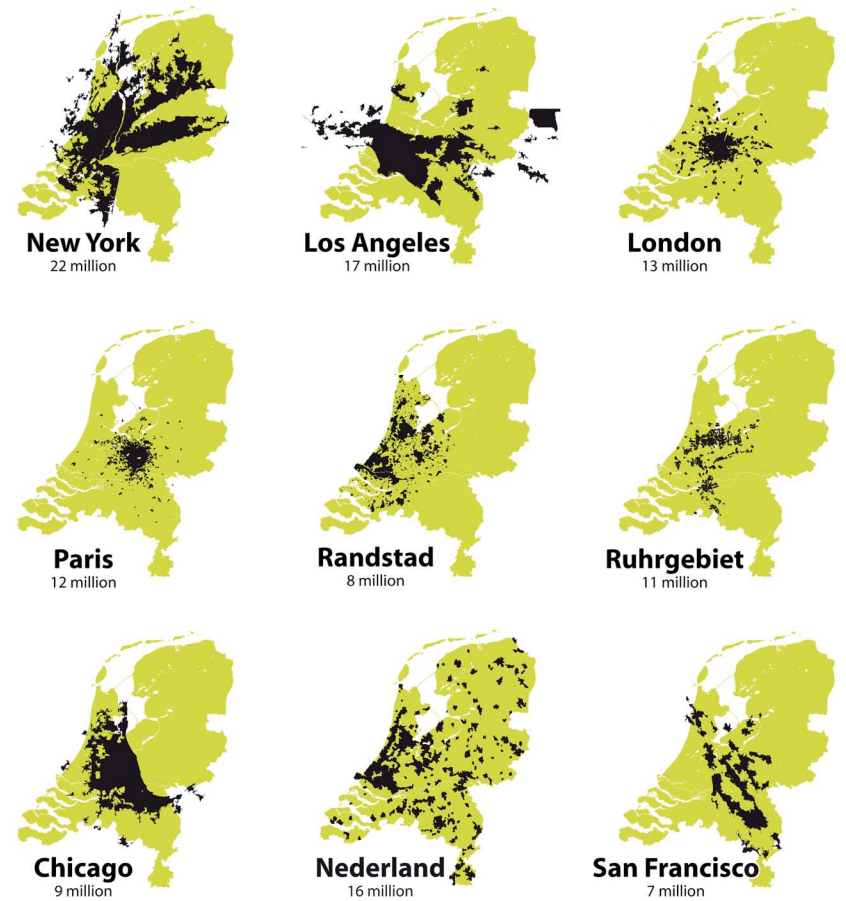 New York
22 million
Los Angeles
17 million
London
13 million
Paris
12 million
Randstad
8 million
Ruhrgebiet
11 million
Chicago
9 million
Nederland
16 million
San Francisco
7 million